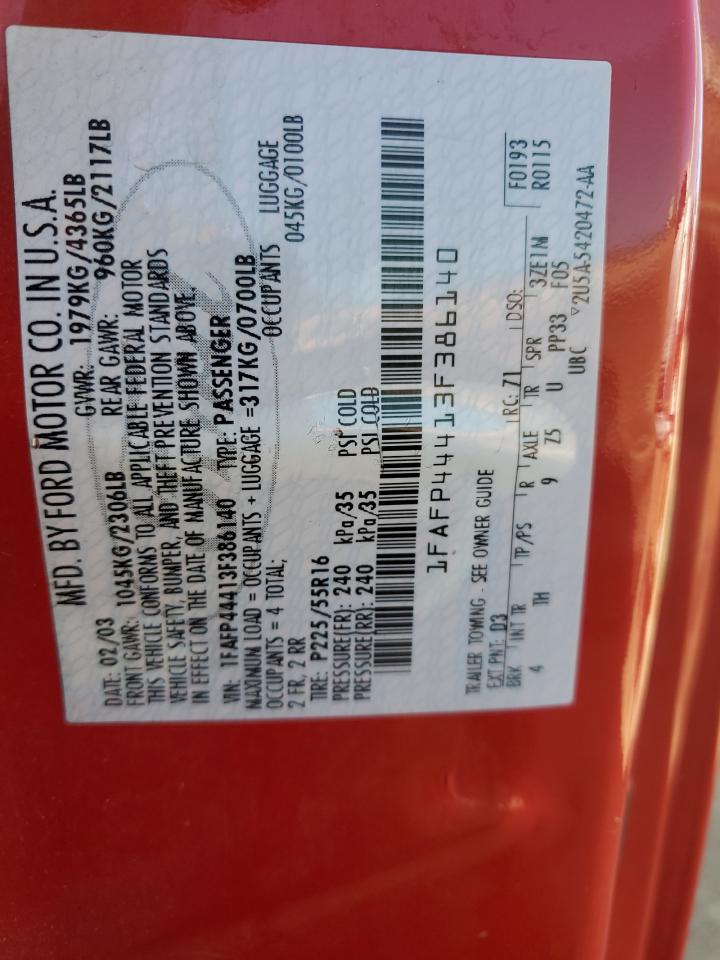 MFD. BY FORD MOTOR CO. IN U.S.A.
DATE: 02/03 GVWR: 1979KG/4365LB
FRONT GAWR: 1045KG/2306LB REAR GAWR: 960KG/2117LB
THIS VEHICLE CONFORMS TO ALL APPLICABLE FEDERAL MOTOR
VEHICLE SAFETY, BUMPER, AND THEFT PREVENTION STANDARDS
IN EFFECT ON THE DATE OF MANUFACTURE SHOWN ABOVE.
VIN: 1FAFP44413F386140 TYPE: PASSENGER
MAXIMUM LOAD = OCCUPANTS + LUGGAGE =317KG/0700LB
OCCUPANTS = 4 TOTAL; OCCUPANTS LUGGAGE
2 FR, 2 RR 045KG/0100LB
TIRE: P225/55R16
PRESSURE(FR): 240 kPa/35 PSI COLD
PRESSURE(RR): 240 kPa/35 PSI COLD
1FAFP44413F386140
TRAILER TOWING - SEE OWNER GUIDE
EXT PNT: D3 RC: 71 DSO: F0193
BRK INT TR TP/PS R AXLE TR SPR 3ZE1M R0115
4 TH 9 Z5 U PP33 F05
UBC ▽2U5A-5420472-AA